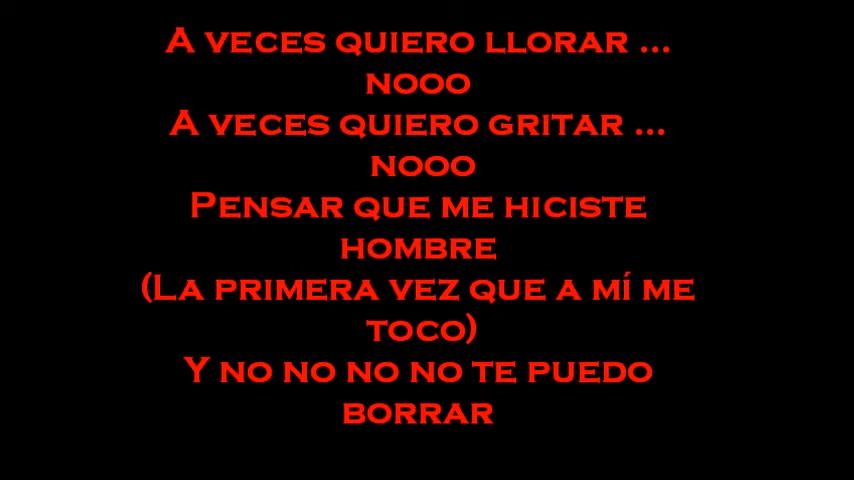 A veces quiero llorar ...
nooo
A veces quiero gritar ...
nooo
Pensar que me hiciste
hombre
(La primera vez que a mí me
toco)
Y no no no no te puedo
borrar